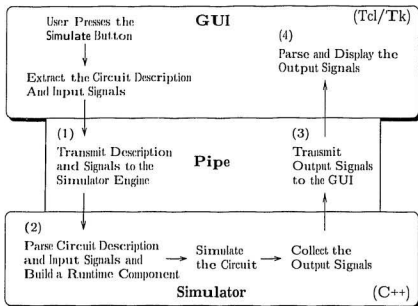 GUI
(Tcl/Tk)
User Presses the
Simulate Button
Extract the Circuit Description
And Input Signals
(4)
Parse and Display the
Output Signals
(1)
Transmit Description
and Signals to the
Simulator Engine
Pipe
(3)
Transmit
Output Signals
to the GUI
(2)
Parse Circuit Description
and Input Signals and
Build a Runtime Component
Simulate
the Circuit
Collect the
Output Signals
Simulator
(C++)